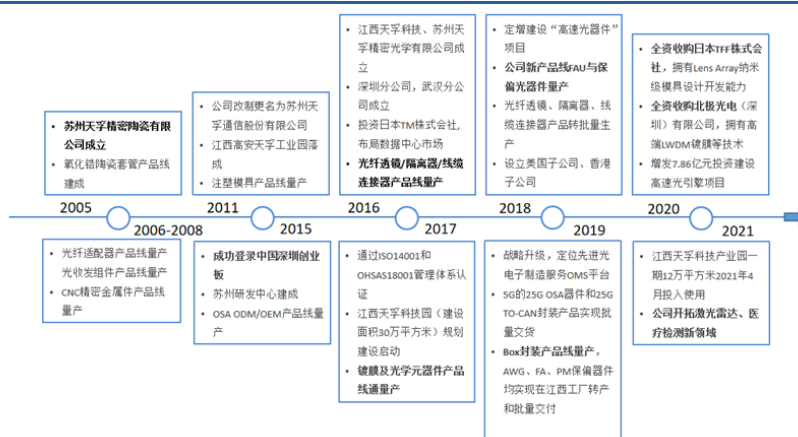 苏州天孚精密陶瓷有限
公司成立
氧化锆陶瓷套管产品线
建成
公司改制更名为苏州天
孚通信股份有限公司
江西高安天孚工业园落
成
注塑模具产品线量产
江西天孚科技、苏州天
孚精密光学有限公司成
立
深圳分公司，武汉分公
司成立
投资日本TM株式会社,
布局数据中心市场
光纤透镜/隔离器/线缆
连接器产品线量产
定增建设“高速光器件”
项目
公司新产品线FAU与保
偏光器件量产
光纤透镜、隔离器、线
缆连接器产品转批量生
产
设立美国子公司、香港
子公司
全资收购日本TFF株式会
社，拥有Lens Array纳米
级模具设计开发能力
全资收购北极光电（深
圳）有限公司，拥有高
端LWDM镀膜等技术
增发7.86亿元投资建设
高速光引擎项目
2005
2006-2008
2011
2015
2016
2017
2018
2019
2020
2021
光纤适配器产品线量产
光收发组件产品线量产
CNC精密金属件产品线
量产
成功登录中国深圳创业
板
苏州研发中心建成
OSA ODM/OEM产品线量
产
通过ISO14001和
OHSAS18001管理体系认
证
江西天孚科技园（建设
面积30万平方米）规划
建设启动
镀膜及光学元器件产品
线通量产
战略升级，定位先进光
电子制造服务OMS平台
5G的25G OSA器件和25G
TO-CAN封装产品实现批
量交货
Box封装产品线量产，
AWG、FA、PM保偏器件
均实现在江西工厂转产
和批量交付
江西天孚科技产业园一
期12万平方米2021年4
月投入使用
公司开拓激光雷达、医
疗检测新领域